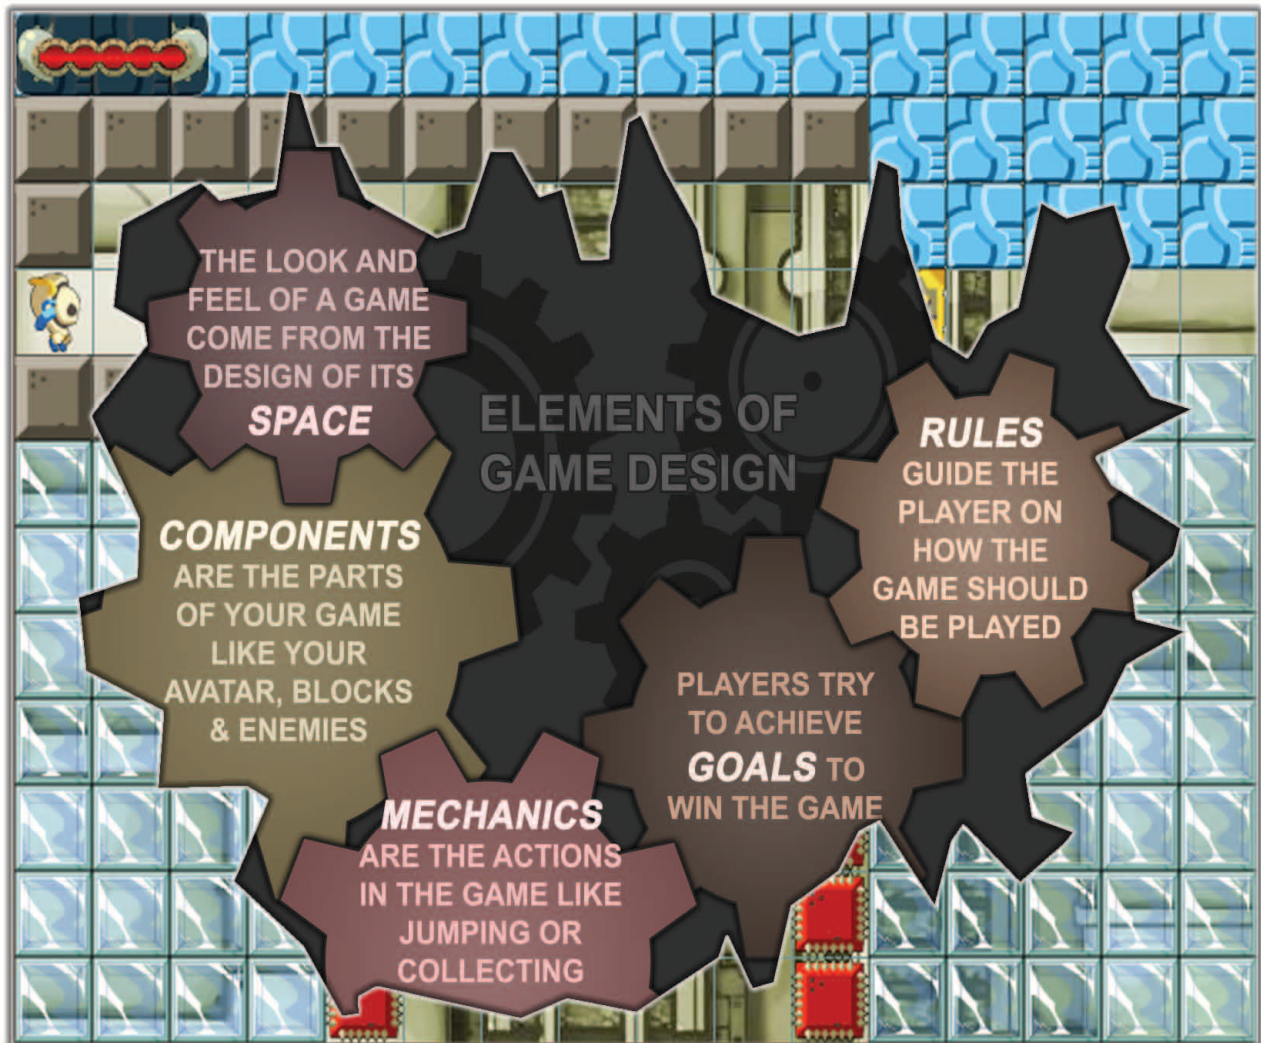 THE LOOK AND
FEEL OF A GAME
COME FROM THE
DESIGN OF ITS
SPACE
ELEMENTS OF
GAME DESIGN
RULES
GUIDE THE
PLAYER ON
HOW THE
GAME SHOULD
BE PLAYED
COMPONENTS
ARE THE PARTS
OF YOUR GAME
LIKE YOUR
AVATAR, BLOCKS
& ENEMIES
PLAYERS TRY
TO ACHIEVE
GOALS TO
WIN THE GAME
MECHANICS
ARE THE ACTIONS
IN THE GAME LIKE
JUMPING OR
COLLECTING